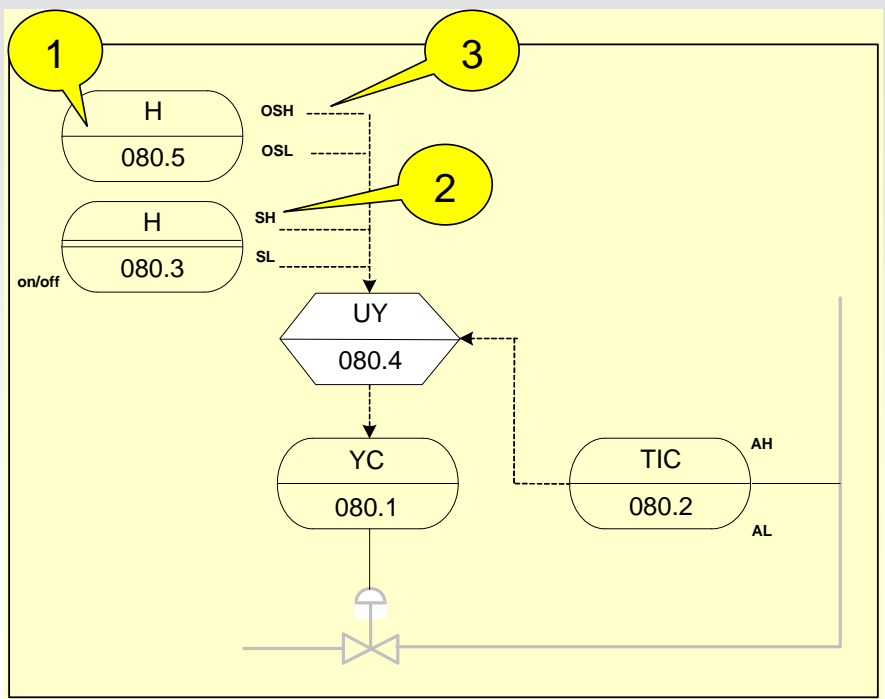 1
3
H
OSH
080.5
OSL
2
H
SH
080.3
SL
on/off
UY
080.4
YC
080.1
TIC
080.2
AH
AL